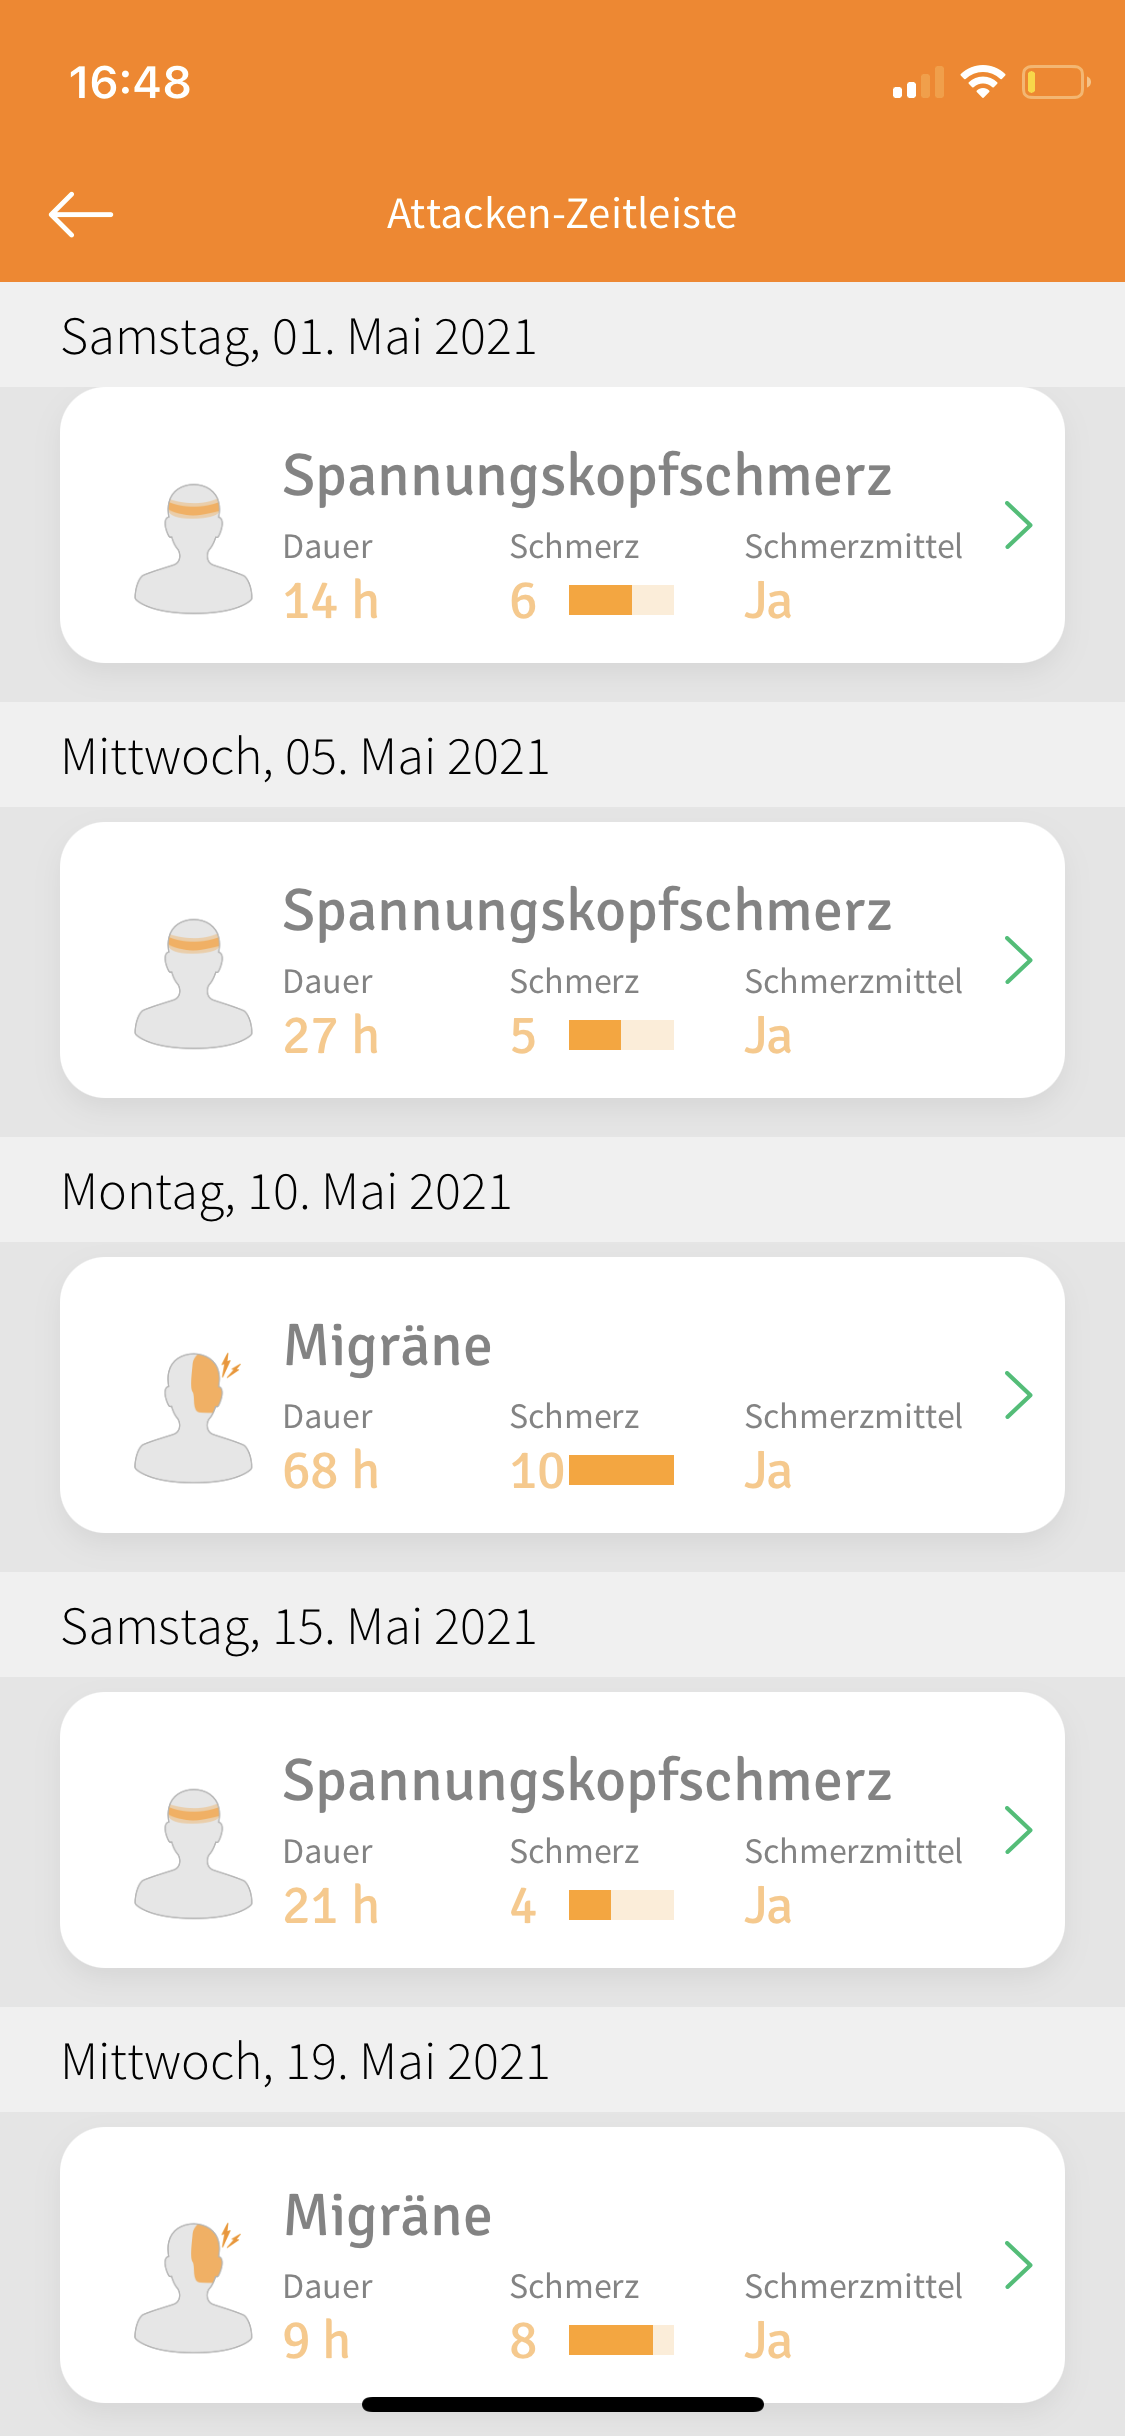 16:48
Attacken-Zeitleiste
Samstag, 01. Mai 2021
Spannungskopfschmerz
Dauer Schmerz Schmerzmittel
14 h 6 Ja
Mittwoch, 05. Mai 2021
Spannungskopfschmerz
Dauer Schmerz Schmerzmittel
27 h 5 Ja
Montag, 10. Mai 2021
Migräne
Dauer Schmerz Schmerzmittel
68 h 10 Ja
Samstag, 15. Mai 2021
Spannungskopfschmerz
Dauer Schmerz Schmerzmittel
21 h 4 Ja
Mittwoch, 19. Mai 2021
Migräne
Dauer Schmerz Schmerzmittel
9 h 8 Ja